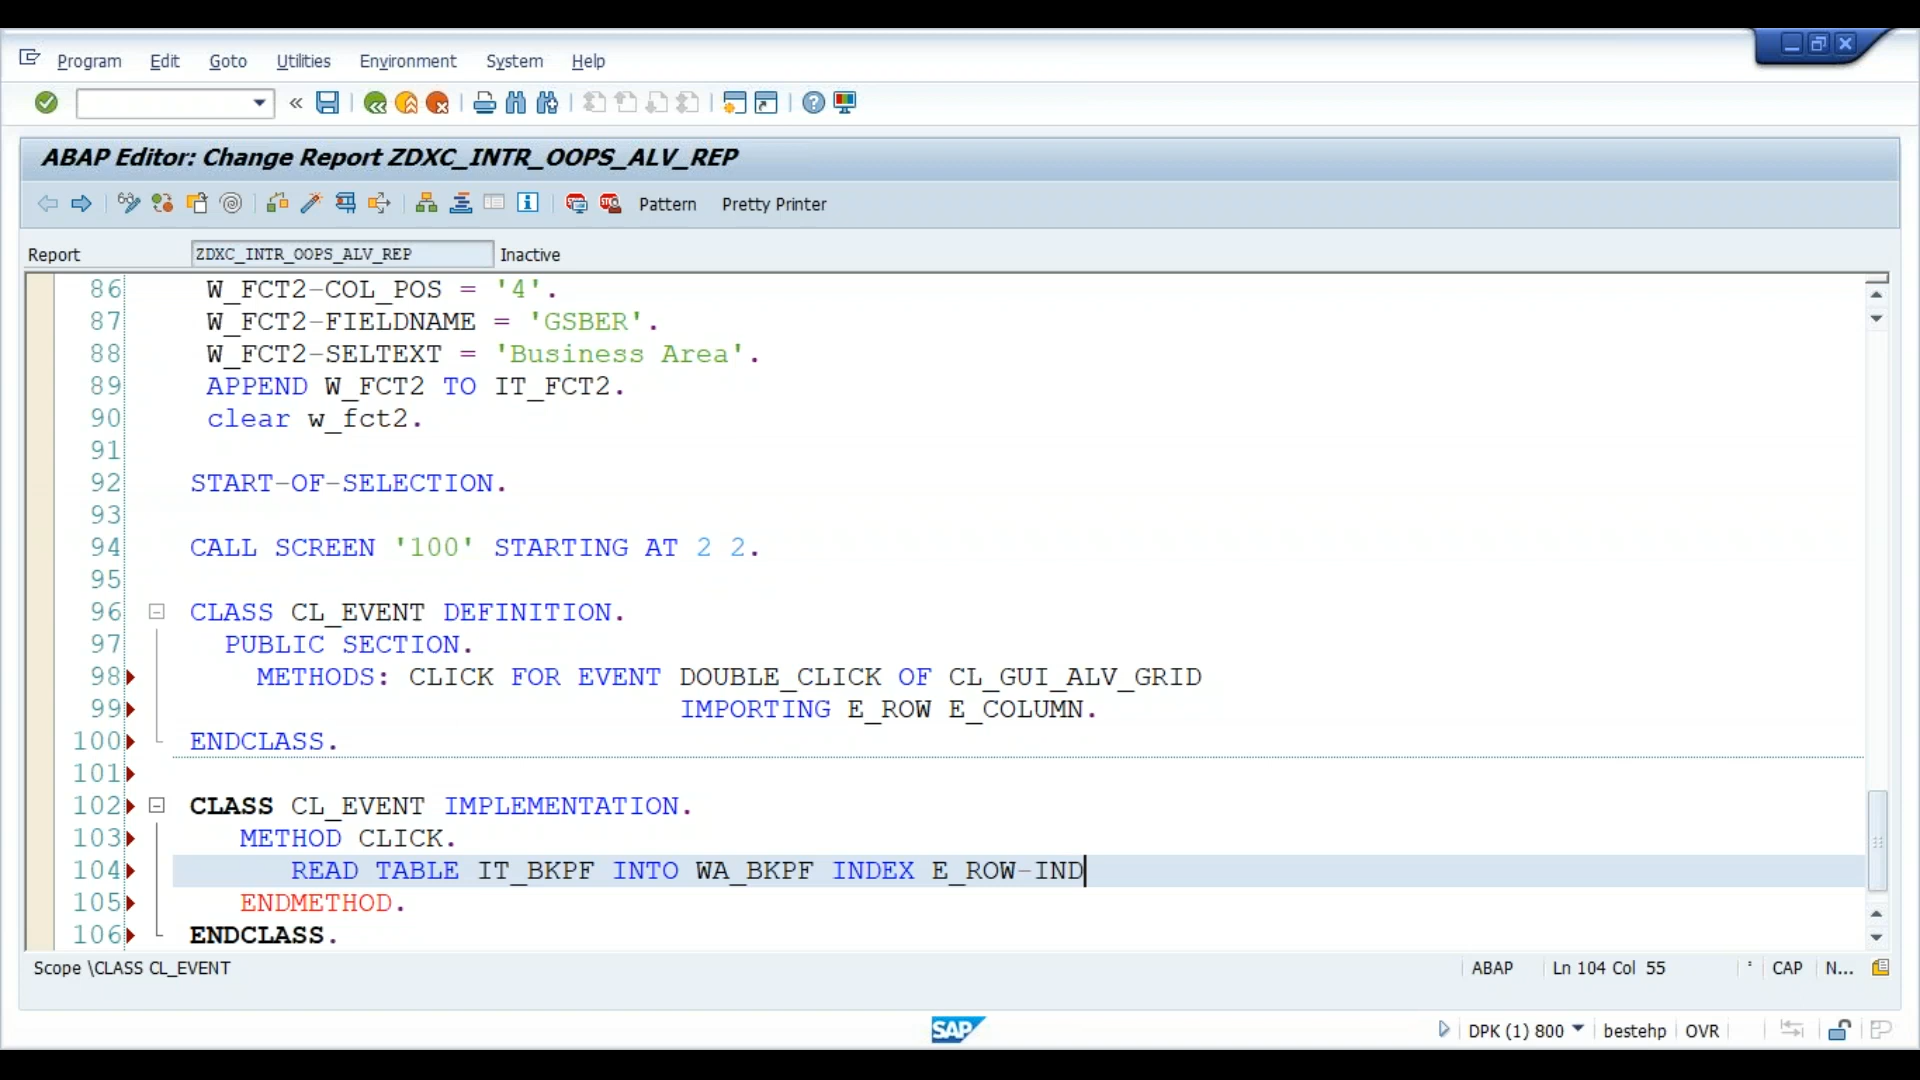 Program Edit Goto Utilities Environment System Help
«
ABAP Editor: Change Report ZDXC_INTR_OOPS_ALV_REP
Pattern Pretty Printer
Report ZDXC_INTR_OOPS_ALV_REP Inactive
86 W_FCT2-COL_POS = '4'.
87 W_FCT2-FIELDNAME = 'GSBER'.
88 W_FCT2-SELTEXT = 'Business Area'.
89 APPEND W_FCT2 TO IT_FCT2.
90 clear w_fct2.
91
92 START-OF-SELECTION.
93
94 CALL SCREEN '100' STARTING AT 2 2.
95
96 CLASS CL_EVENT DEFINITION.
97 PUBLIC SECTION.
98 METHODS: CLICK FOR EVENT DOUBLE_CLICK OF CL_GUI_ALV_GRID
99 IMPORTING E_ROW E_COLUMN.
100 ENDCLASS.
101
102 CLASS CL_EVENT IMPLEMENTATION.
103 METHOD CLICK.
104 READ TABLE IT_BKPF INTO WA_BKPF INDEX E_ROW-IND
105 ENDMETHOD.
106 ENDCLASS.
Scope \CLASS CL_EVENT ABAP Ln 104 Col 55 CAP N...
SAP DPK (1) 800 bestehp OVR